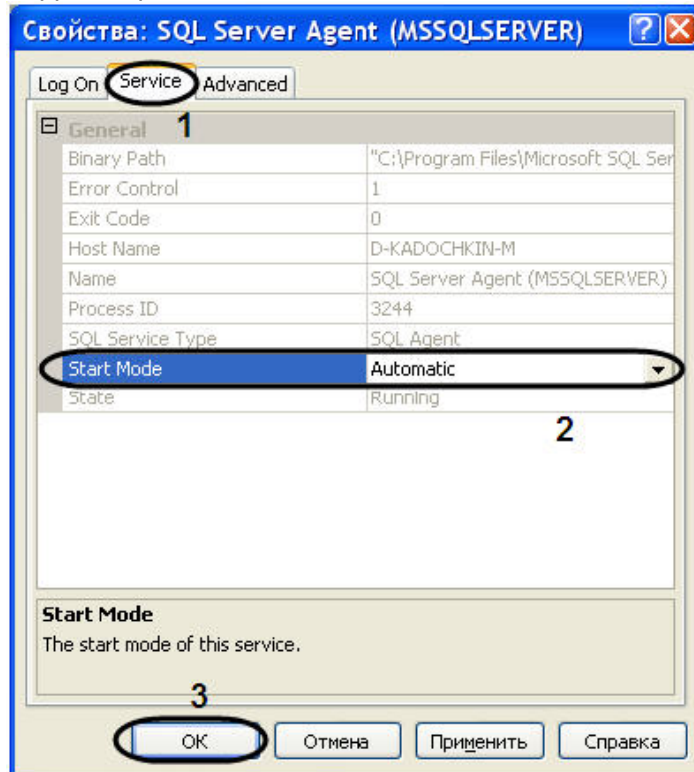 Свойства: SQL Server Agent (MSSQLSERVER)
Log On Service Advanced
1
General
Binary Path "C:\Program Files\Microsoft SQL Ser
Error Control 1
Exit Code 0
Host Name D-KADOCHKIN-M
Name SQL Server Agent (MSSQLSERVER)
Process ID 3244
SQL Service Type SQL Agent
Start Mode Automatic
State Running
2
Start Mode
The start mode of this service.
3
ОК Отмена Применить Справка